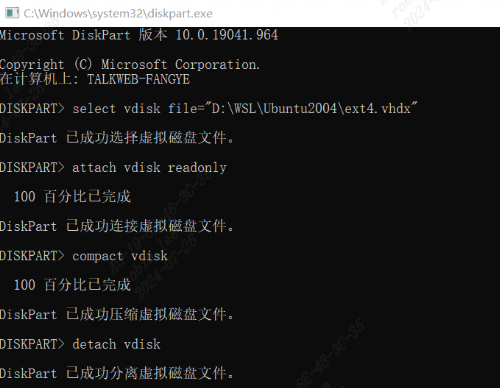 C:\Windows\system32\diskpart.exe
Microsoft DiskPart 版本 10.0.19041.964
Copyright (C) Microsoft Corporation.
在计算机上: TALKWEB-FANGYE
DISKPART> select vdisk file="D:\WSL\Ubuntu2004\ext4.vhdx"
DiskPart 已成功选择虚拟磁盘文件。
DISKPART> attach vdisk readonly
100 百分比已完成
DiskPart 已成功连接虚拟磁盘文件。
DISKPART> compact vdisk
100 百分比已完成
DiskPart 已成功压缩虚拟磁盘文件。
DISKPART> detach vdisk
DiskPart 已成功分离虚拟磁盘文件。